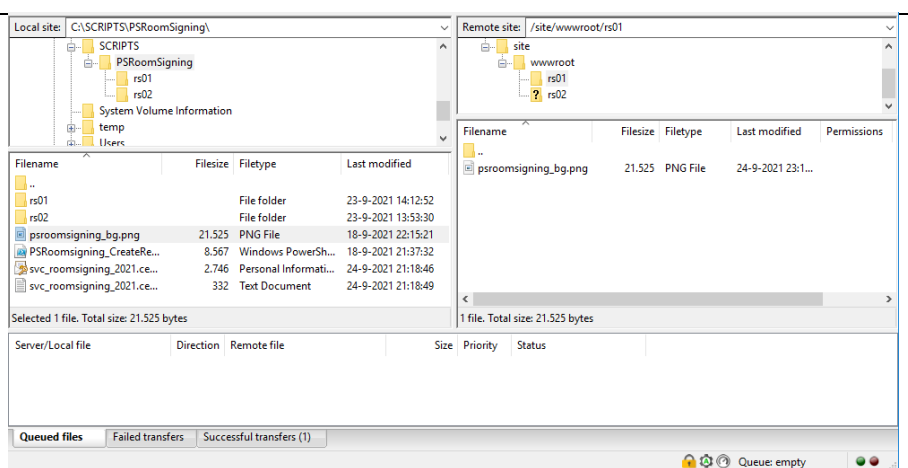 Local site: C:\SCRIPTS\PSRoomSigning\
SCRIPTS
PSRoomSigning
rs01
rs02
System Volume Information
temp
Users
Filename Filesize Filetype Last modified
..
rs01 File folder 23-9-2021 14:12:52
rs02 File folder 23-9-2021 13:53:30
psroomsigning_bg.png 21.525 PNG File 18-9-2021 22:15:21
PSRoomsigning_CreateRe... 8.567 Windows PowerSh... 18-9-2021 21:37:32
svc_roomsigning_2021.ce... 2.746 Personal Informati... 24-9-2021 21:18:46
svc_roomsigning_2021.ce... 332 Text Document 24-9-2021 21:18:49
Selected 1 file. Total size: 21.525 bytes
Remote site: /site/wwwroot/rs01
site
wwwroot
rs01
? rs02
Filename Filesize Filetype Last modified Permissions
..
psroomsigning_bg.png 21.525 PNG File 24-9-2021 23:1...
1 file. Total size: 21.525 bytes
Server/Local file Direction Remote file Size Priority Status
Queued files Failed transfers Successful transfers (1)
Queue: empty